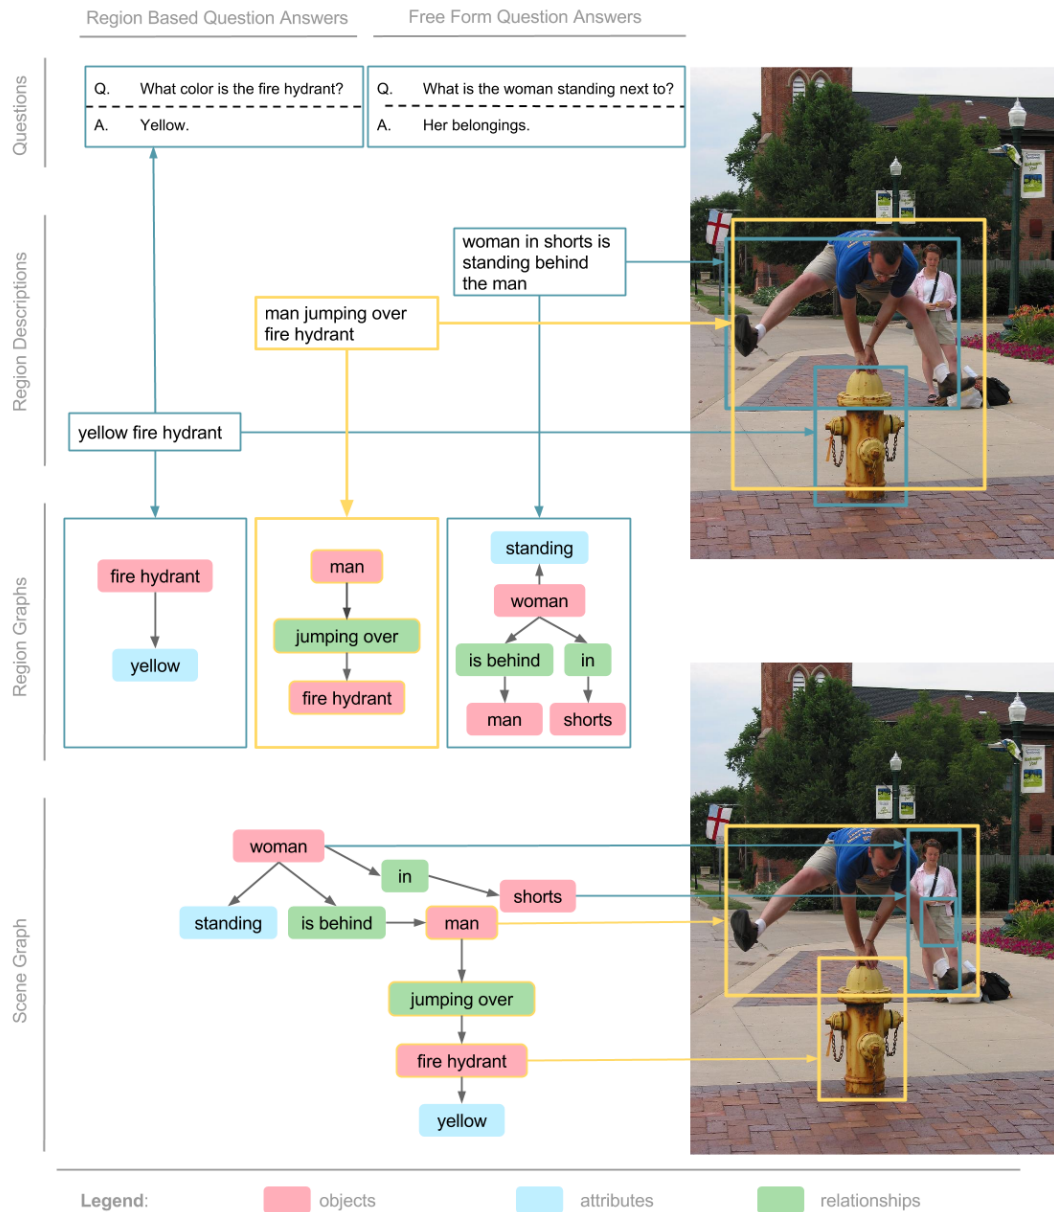 Region Based Question Answers
Free Form Question Answers
Questions
Q. What color is the fire hydrant?
A. Yellow.
Q. What is the woman standing next to?
A. Her belongings.
Region Descriptions
woman in shorts is
standing behind
the man
man jumping over
fire hydrant
yellow fire hydrant
Region Graphs
fire hydrant
yellow
man
jumping over
fire hydrant
standing
woman
is behind
in
man
shorts
Scene Graph
woman
in
shorts
standing
is behind
man
jumping over
fire hydrant
yellow
Legend:
objects
attributes
relationships